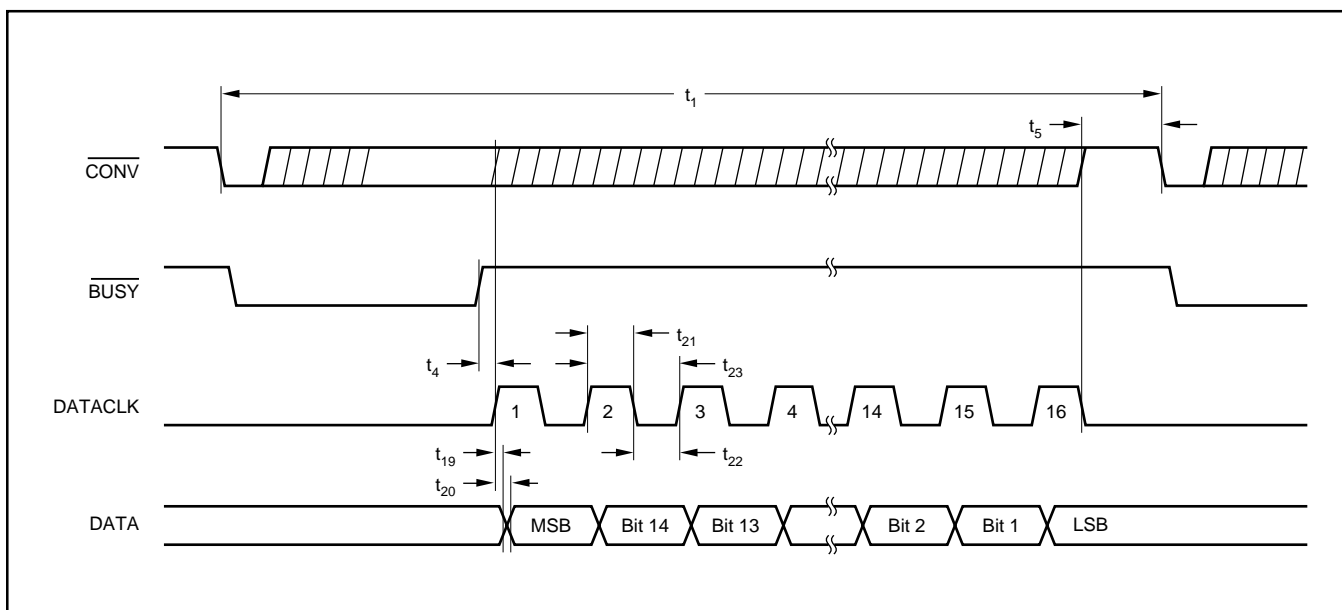 t1
t5
CONV
BUSY
t21
t4
t23
DATACLK
1
2
3
4
14
15
16
t19
t22
t20
DATA
MSB
Bit 14
Bit 13
Bit 2
Bit 1
LSB